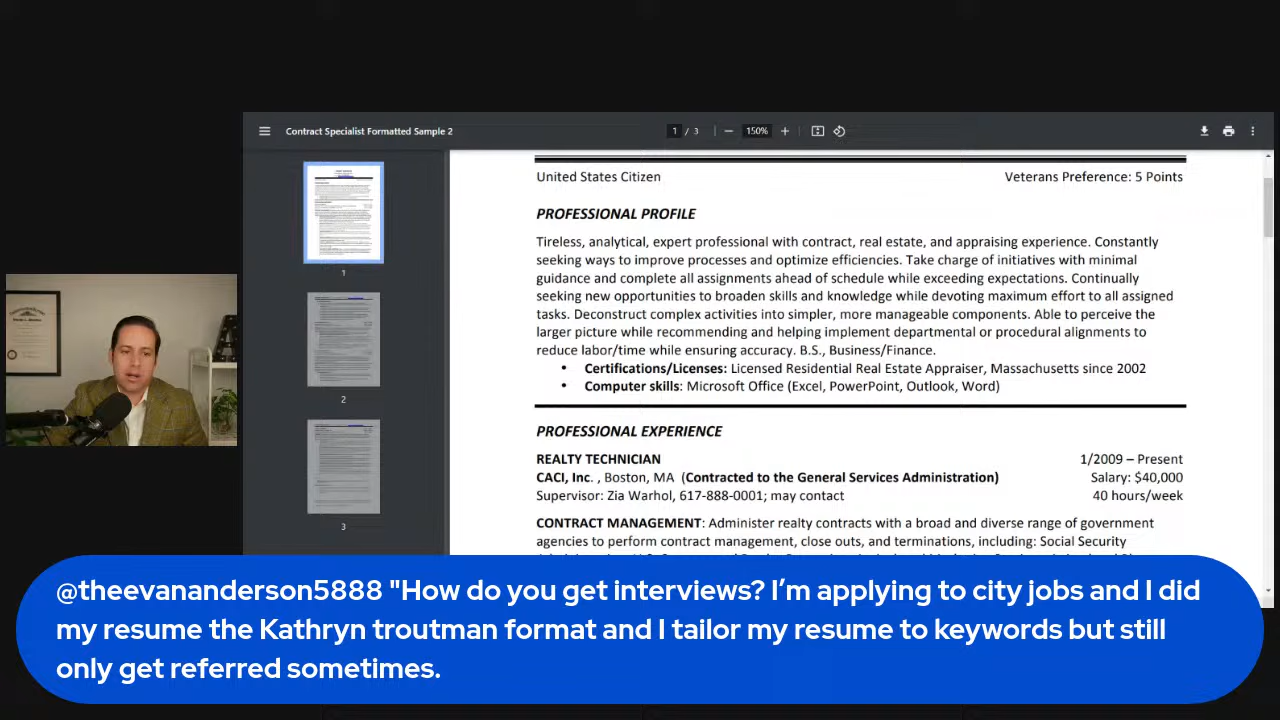 Contract Specialist Formatted Sample 2
1 / 3
150%
1
2
3
United States Citizen
Veterans Preference: 5 Points
PROFESSIONAL PROFILE
Tireless, analytical, expert professional with contract, real estate, and appraising experience. Constantly
seeking ways to improve processes and optimize efficiencies. Take charge of initiatives with minimal
guidance and complete all assignments ahead of schedule while exceeding expectations. Continually
seeking new opportunities to broaden skills and knowledge while devoting maximum effort to all assigned
tasks. Deconstruct complex activities into simpler, more manageable components. Able to perceive the
larger picture while recommending and helping implement departmental or procedural alignments to
reduce labor/time while ensuring accuracy. B.S., Business/Finance.
• Certifications/Licenses: Licensed Residential Real Estate Appraiser, Massachusetts since 2002
• Computer skills: Microsoft Office (Excel, PowerPoint, Outlook, Word)
PROFESSIONAL EXPERIENCE
REALTY TECHNICIAN
1/2009 – Present
CACI, Inc. , Boston, MA (Contracted to the General Services Administration)
Salary: $40,000
Supervisor: Zia Warhol, 617-888-0001; may contact
40 hours/week
CONTRACT MANAGEMENT: Administer realty contracts with a broad and diverse range of government
agencies to perform contract management, close outs, and terminations, including: Social Security
@theevananderson5888 "How do you get interviews? I’m applying to city jobs and I did
my resume the Kathryn troutman format and I tailor my resume to keywords but still
only get referred sometimes.